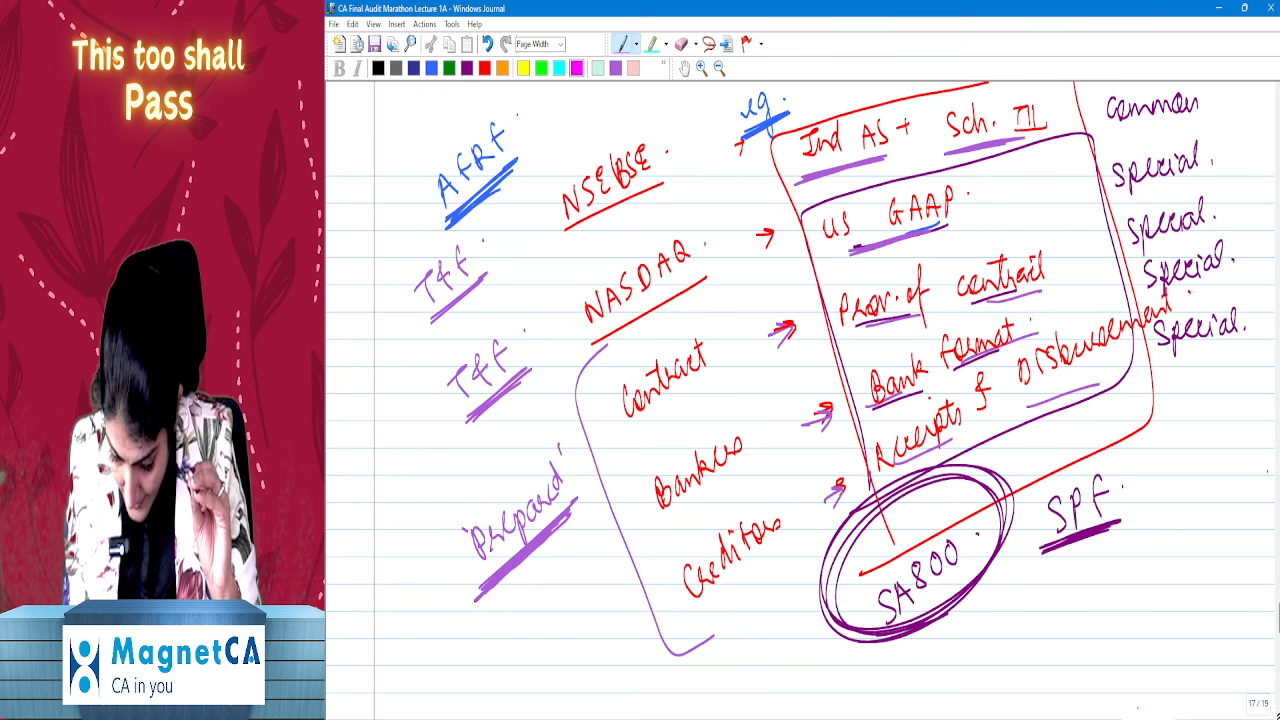 CA Final Audit Marathon Lecture 1A - Windows Journal
File Edit View Insert Actions Tools Help
Page Width
B I
This too shall
Pass
MagnetCA
CA in you
eg.
AFRF
NSE/BSE.
Ind AS + Sch. III
Common
T&F.
NASDAQ.
US GAAP.
Special.
T&F.
Contract
Prov. of contract
Special.
'Prepared'
Bankers
Bank format.
Special.
Creditors
Receipts & Disbursement.
Special.
SA800.
SPF.
17 / 19